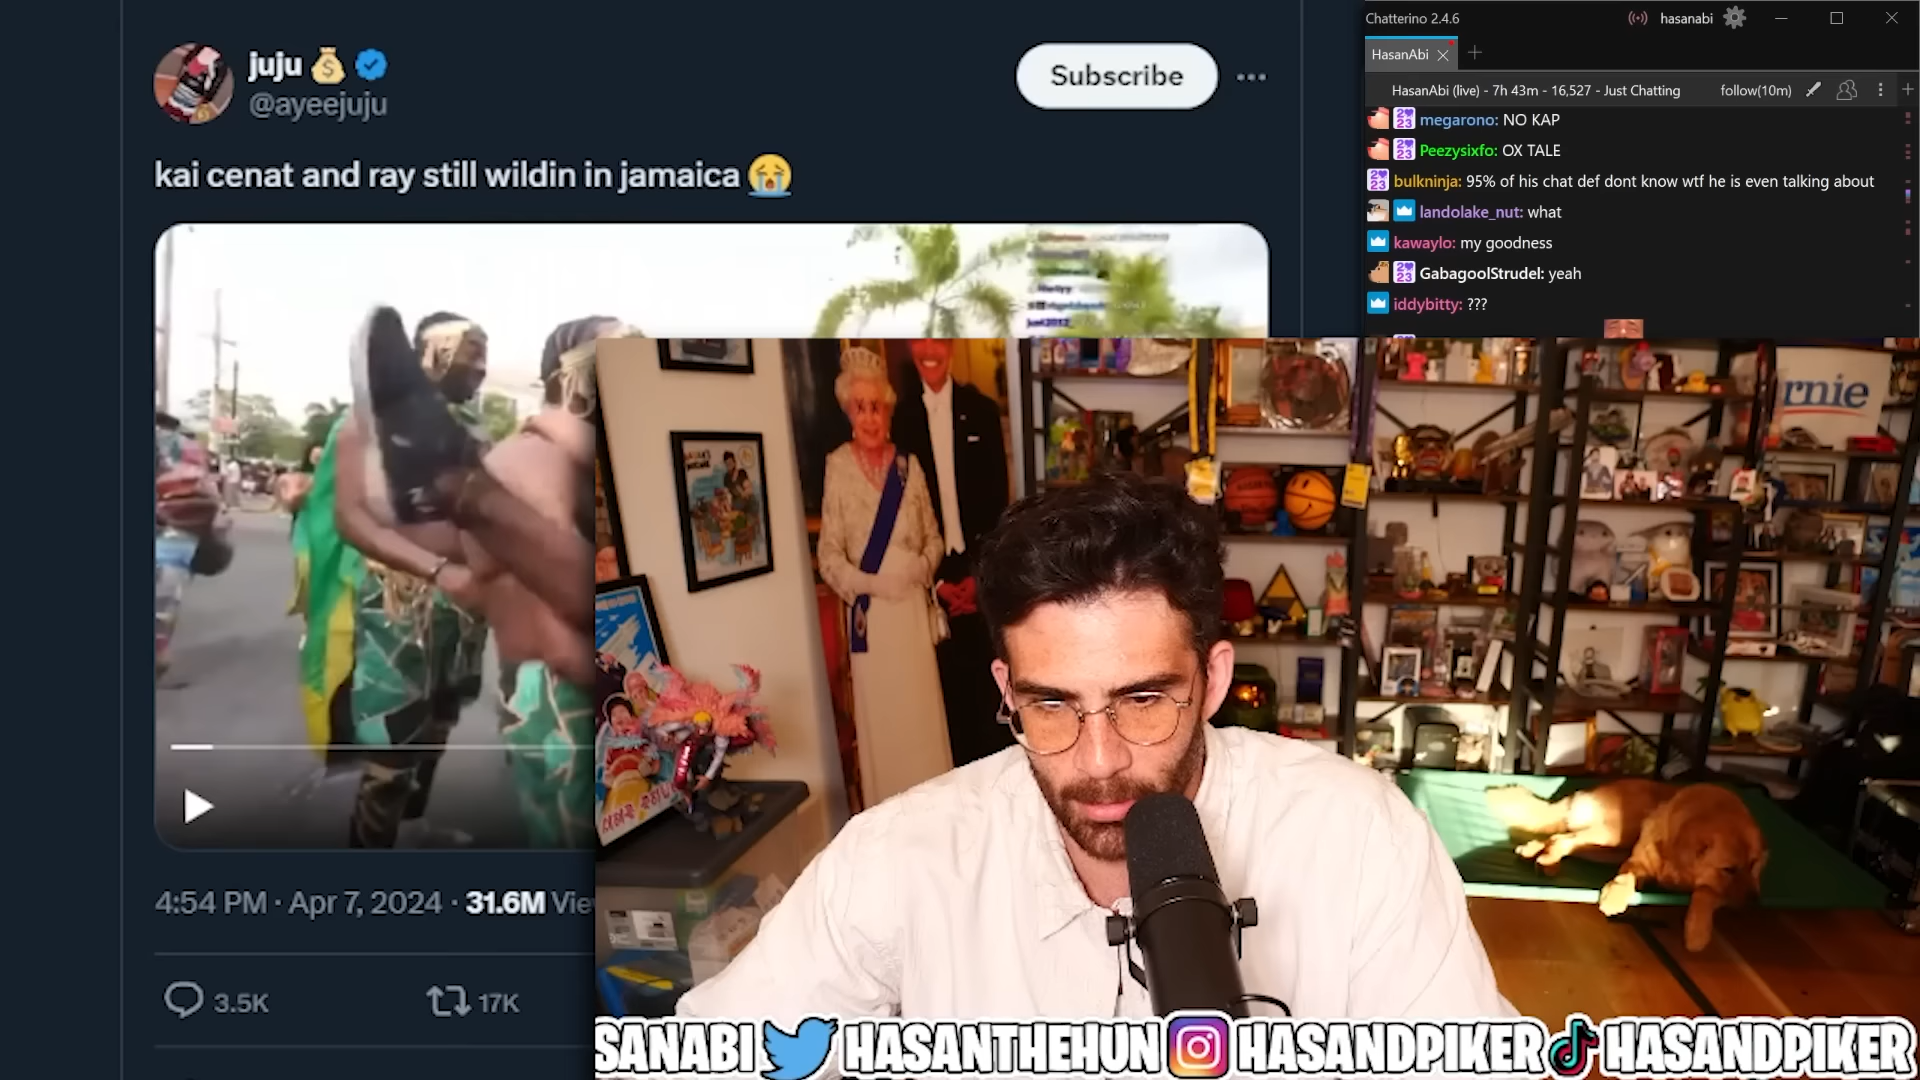 juju
@ayeejuju
Subscribe
kai cenat and ray still wildin in jamaica
4:54 PM · Apr 7, 2024 · 31.6M Vie
3.5K
17K
Chatterino 2.4.6
hasanabi
HasanAbi
HasanAbi (live) - 7h 43m - 16,527 - Just Chatting
follow(10m)
megarono: NO KAP
Peezysixfo: OX TALE
bulkninja: 95% of his chat def dont know wtf he is even talking about
landolake_nut: what
kawaylo: my goodness
GabagoolStrudel: yeah
iddybitty: ???
rnie
SANABI HASANTHEHUN HASANDPIKER HASANDPIKER